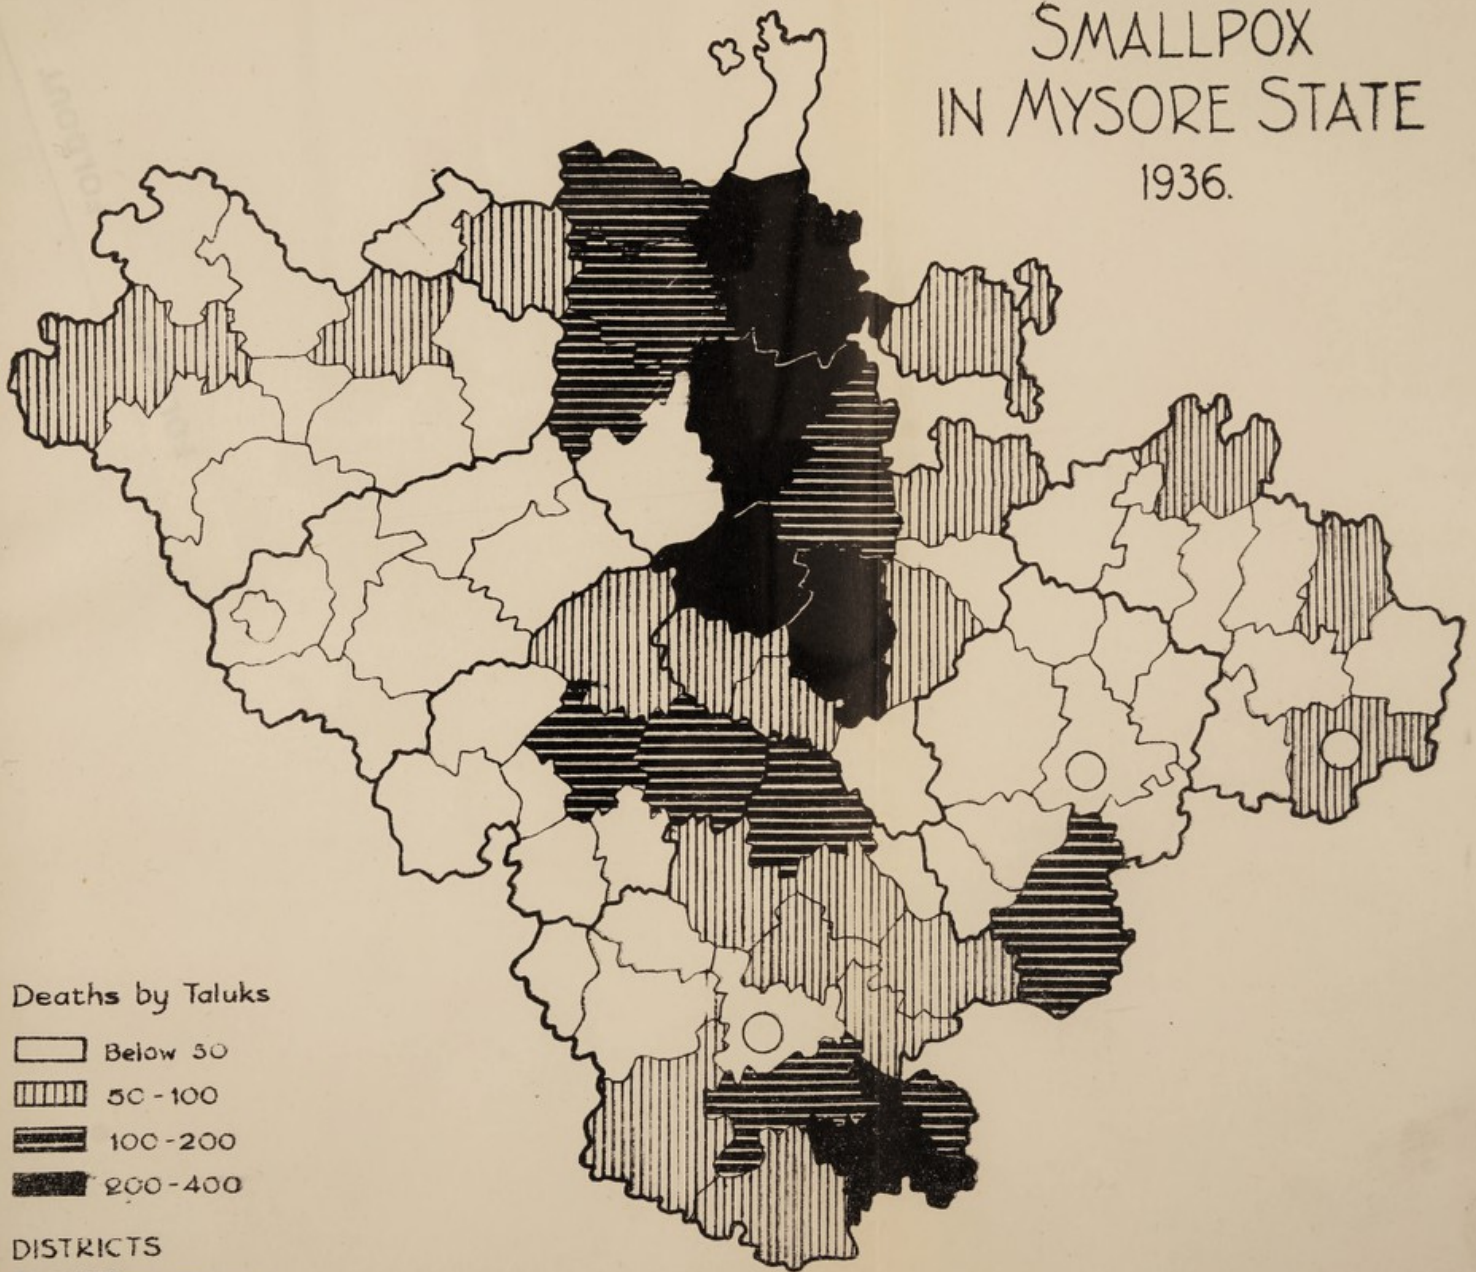 SMALLPOX
IN MYSORE STATE
1936.
Deaths by Taluks
Below 50
50-100
100-200
200-400
DISTRICTS